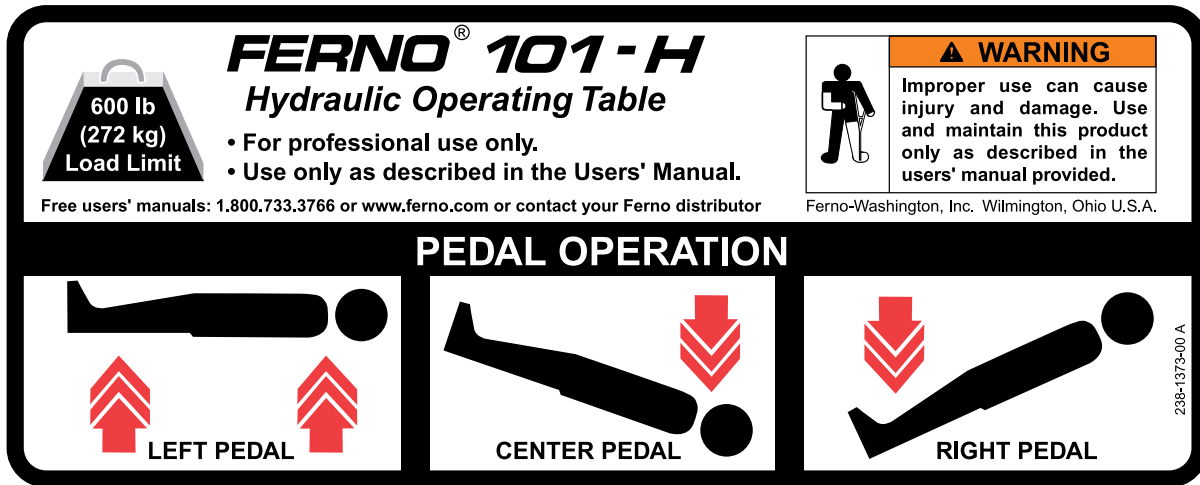 600 lb
(272 kg)
Load Limit
FERNO® 101-H
Hydraulic Operating Table
• For professional use only.
• Use only as described in the Users' Manual.
Free users' manuals: 1.800.733.3766 or www.ferno.com or contact your Ferno distributor
WARNING
Improper use can cause
injury and damage. Use
and maintain this product
only as described in the
users' manual provided.
Ferno-Washington, Inc. Wilmington, Ohio U.S.A.
PEDAL OPERATION
LEFT PEDAL
CENTER PEDAL
RIGHT PEDAL
238-1373-00 A